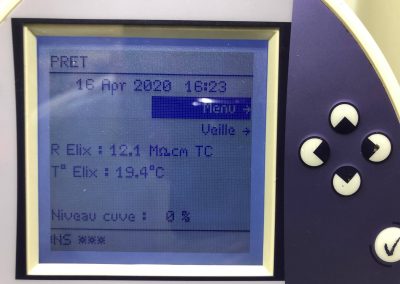 PRET
16 Apr 2020 16:23
Menu →
Veille →
R Elix : 12.1 MΩcm TC
T° Elix : 19.4°C
Niveau cuve : 0 %
NS ***